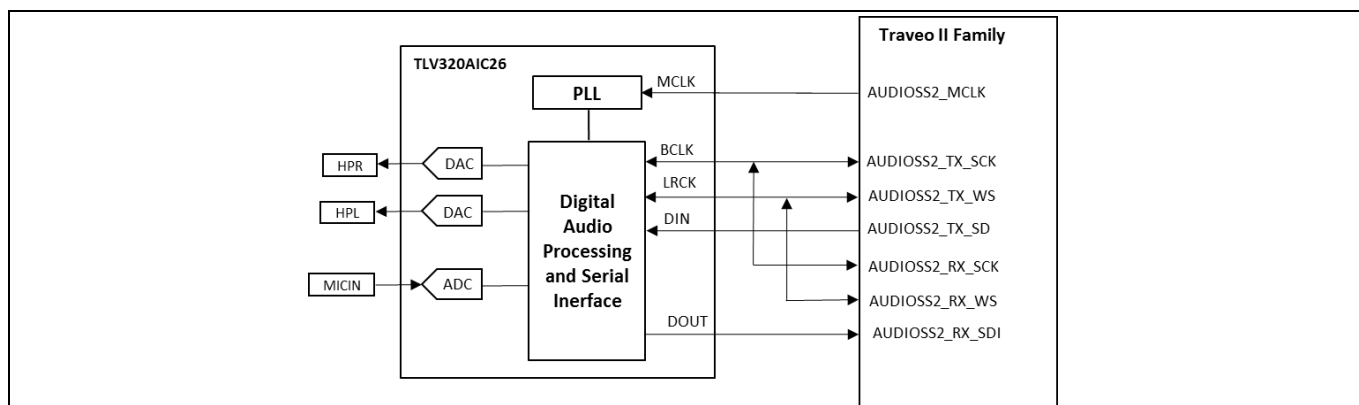 Traveo II Family
TLV320AIC26
MCLK
PLL
AUDIOSS2_MCLK
BCLK
HPR
DAC
AUDIOSS2_TX_SCK
LRCK
AUDIOSS2_TX_WS
HPL
DAC
Digital
Audio
Processing
and Serial
Inerface
DIN
AUDIOSS2_TX_SD
AUDIOSS2_RX_SCK
MICIN
ADC
AUDIOSS2_RX_WS
DOUT
AUDIOSS2_RX_SDI